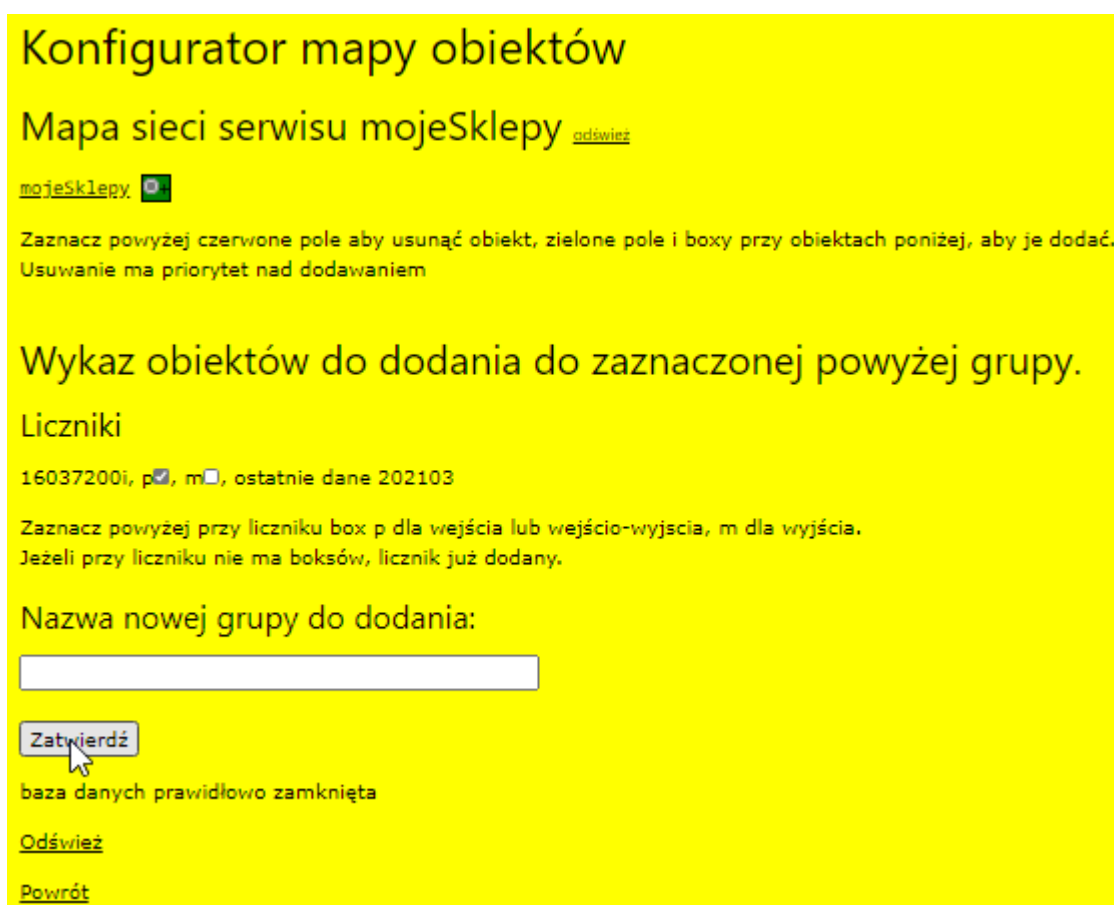 Konfigurator mapy obiektów
Mapa sieci serwisu mojeSklepy odśwież
mojeSklepy +
Zaznacz powyżej czerwone pole aby usunąć obiekt, zielone pole i boxy przy obiektach poniżej, aby je dodać.
Usuwanie ma priorytet nad dodawaniem
Wykaz obiektów do dodania do zaznaczonej powyżej grupy.
Liczniki
16037200i, p, m, ostatnie dane 202103
Zaznacz powyżej przy liczniku box p dla wejścia lub wejścio-wyjscia, m dla wyjścia.
Jeżeli przy liczniku nie ma boksów, licznik już dodany.
Nazwa nowej grupy do dodania:
Zatwierdź
baza danych prawidłowo zamknięta
Odśwież
Powrót